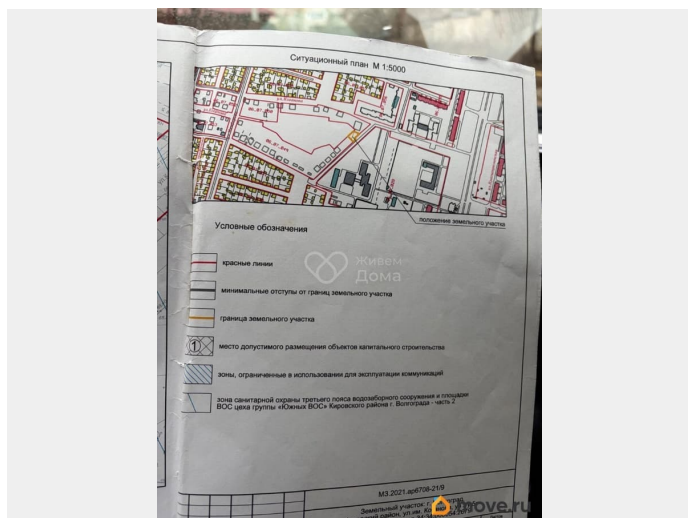 Ситуационный план М 1:5000
положение земельного участка
Условные обозначения
красные линии
минимальные отступы от границ земельного участка
граница земельного участка
1
место допустимого размещения объектов капитального строительства
зоны, ограниченные в использовании для эксплуатации коммуникаций
зона санитарной охраны третьего пояса водозаборного сооружения и площадки
ВОС цеха группы «Южных ВОС» Кировского района г. Волгограда - часть 2
Живем
Дома
М3.2021.ар6708-21/9
Земельный участок: г.
район, ул.им.
move.ru